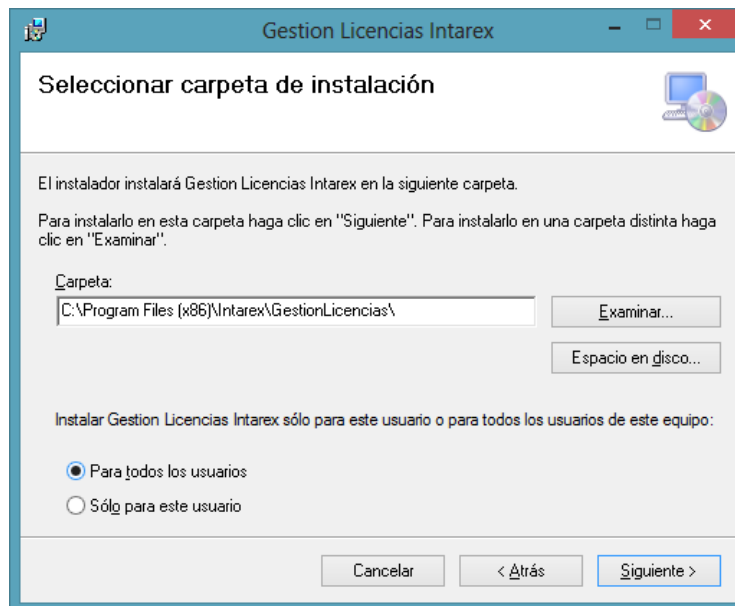 Gestion Licencias Intarex
Seleccionar carpeta de instalación
El instalador instalará Gestion Licencias Intarex en la siguiente carpeta.
Para instalarlo en esta carpeta haga clic en "Siguiente". Para instalarlo en una carpeta distinta haga
clic en "Examinar".
Carpeta:
C:\Program Files (x86)\Intarex\GestionLicencias\
Examinar...
Espacio en disco...
Instalar Gestion Licencias Intarex sólo para este usuario o para todos los usuarios de este equipo:
Para todos los usuarios
Sólo para este usuario
Cancelar
< Atrás
Siguiente >